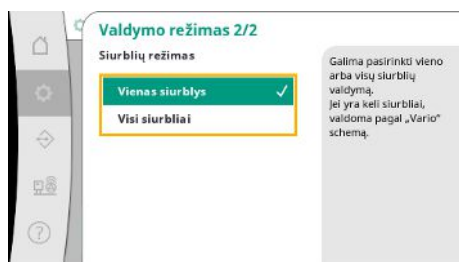 Valdymo režimas 2/2
Siurblių režimas
Vienas siurblys
Visi siurbliai
Galima pasirinkti vieno
arba visų siurblių
valdymą.
Jei yra keli siurbliai,
valdoma pagal „Vario“
schemą.